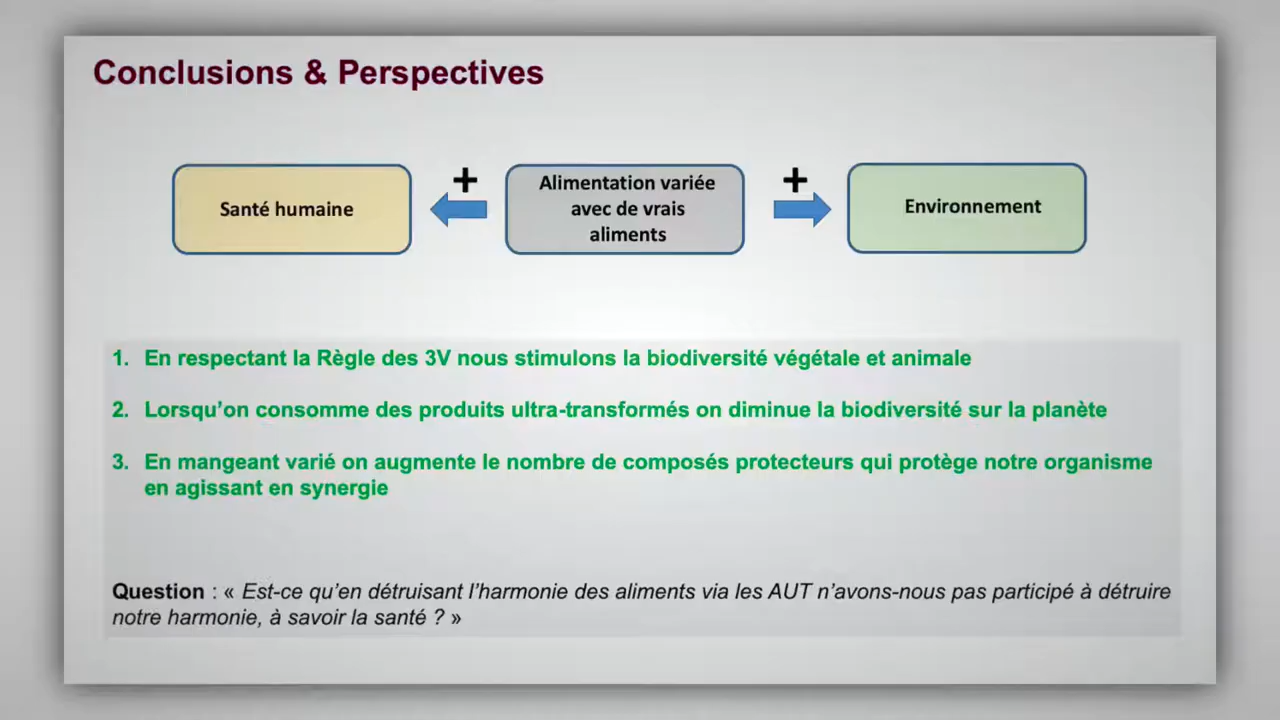 Conclusions & Perspectives
Santé humaine
+
Alimentation variée
avec de vrais
aliments
+
Environnement
1. En respectant la Règle des 3V nous stimulons la biodiversité végétale et animale
2. Lorsqu'on consomme des produits ultra-transformés on diminue la biodiversité sur la planète
3. En mangeant varié on augmente le nombre de composés protecteurs qui protège notre organisme
en agissant en synergie
Question : « Est-ce qu'en détruisant l'harmonie des aliments via les AUT n'avons-nous pas participé à détruire
notre harmonie, à savoir la santé ? »